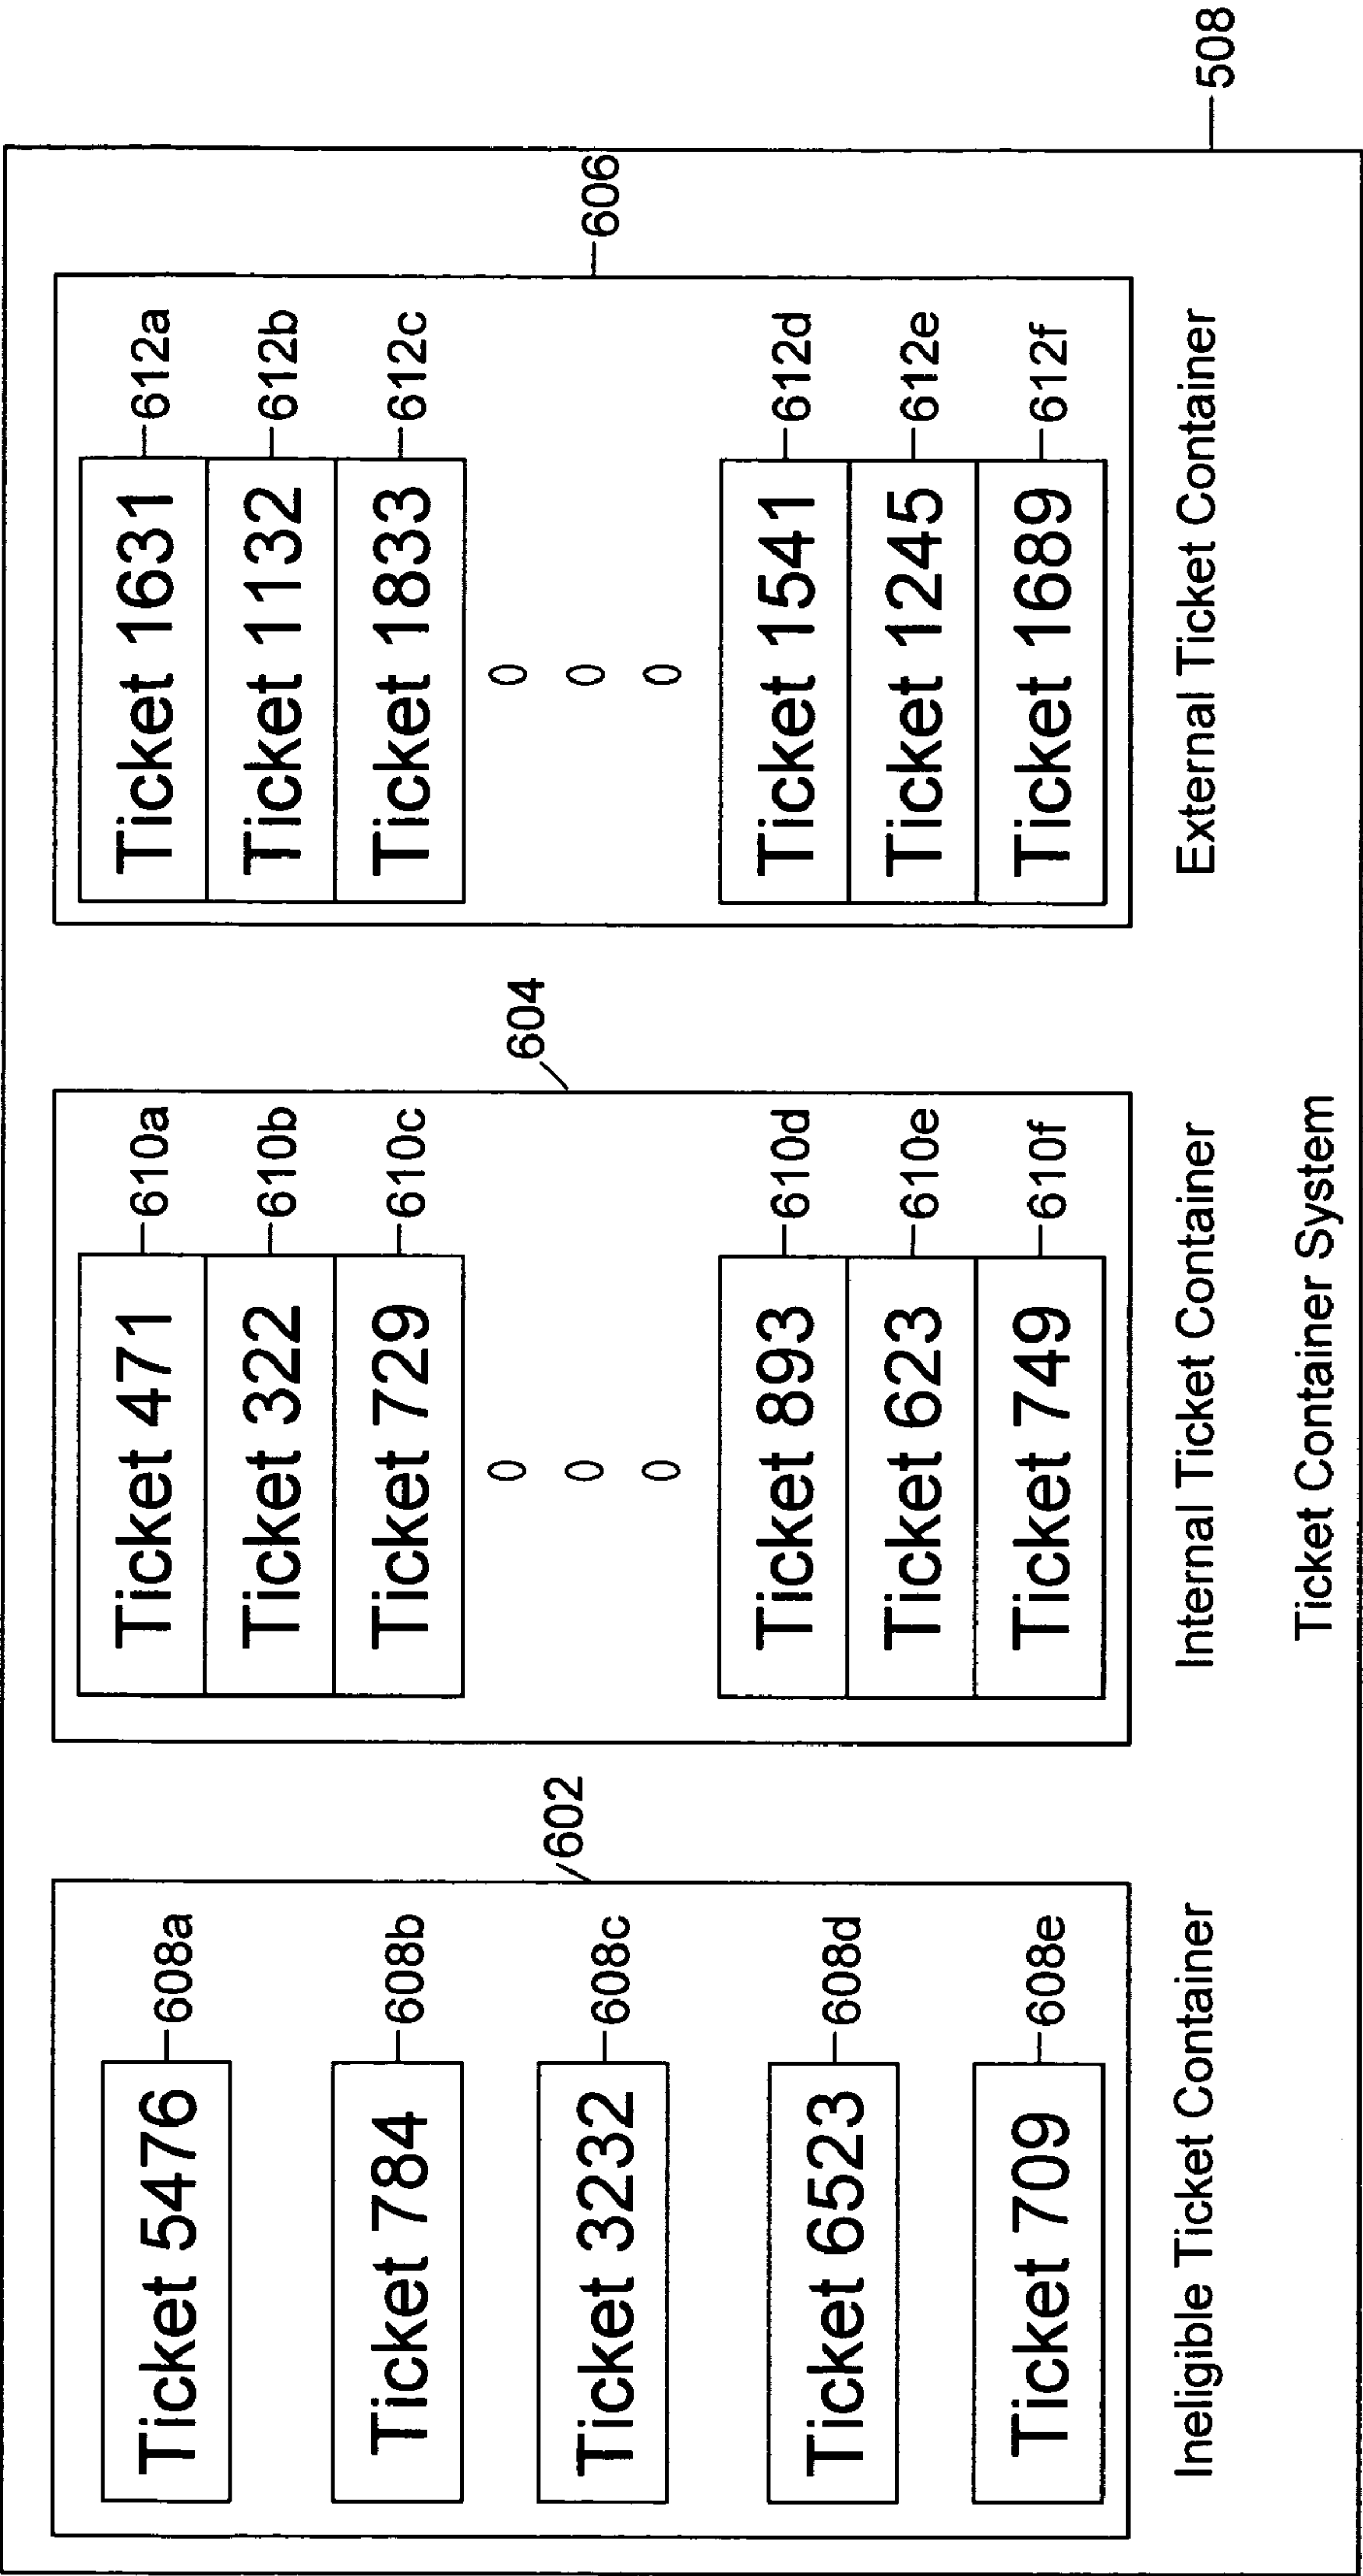 508
602
Ticket 5476 608a
Ticket 784 608b
Ticket 3232 608c
Ticket 6523 608d
Ticket 709 608e
Ineligible Ticket Container
604
Ticket 471 610a
Ticket 322 610b
Ticket 729 610c
Ticket 893 610d
Ticket 623 610e
Ticket 749 610f
Internal Ticket Container
606
Ticket 1631 612a
Ticket 1132 612b
Ticket 1833 612c
Ticket 1541 612d
Ticket 1245 612e
Ticket 1689 612f
External Ticket Container
Ticket Container System